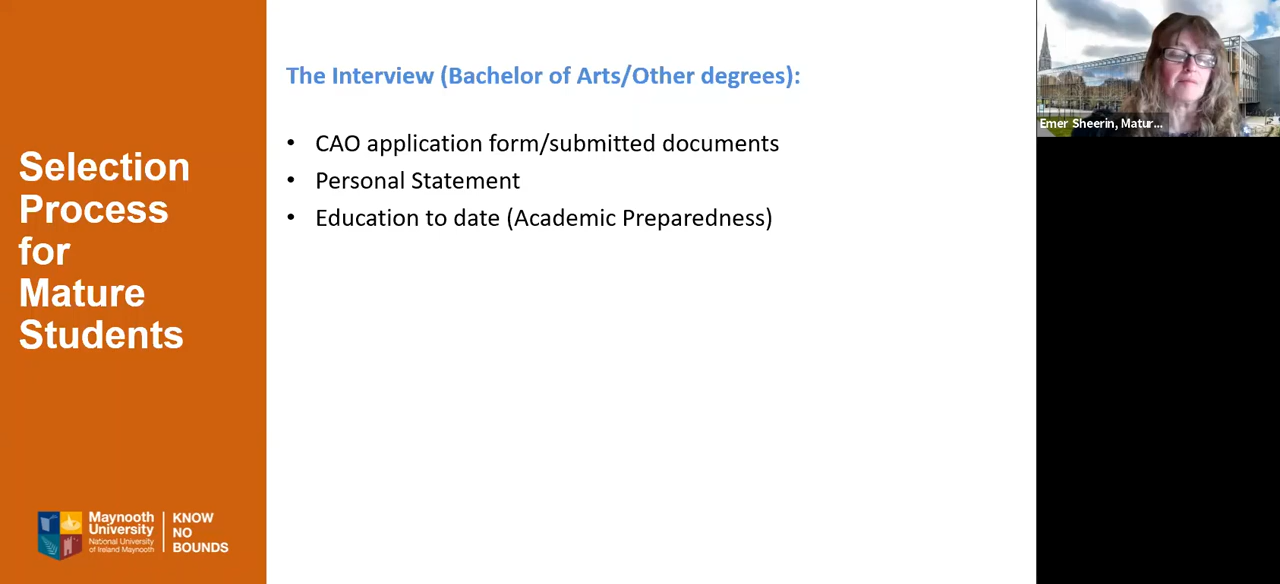 Selection
Process
for
Mature
Students
The Interview (Bachelor of Arts/Other degrees):
• CAO application form/submitted documents
• Personal Statement
• Education to date (Academic Preparedness)
Emer Sheerin, Matur...
Maynooth
University
National University
of Ireland Maynooth
KNOW
NO
BOUNDS